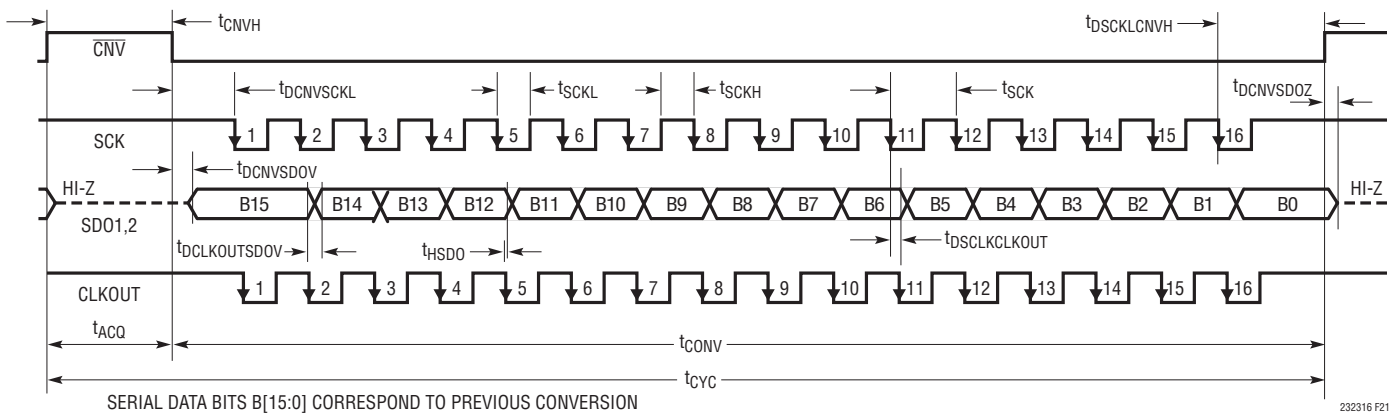 tCNVH
tDSCKLCNVH
CNV
tDCNVSCKL
tSCKL
tSCKH
tSCK
tDCNVSDOZ
SCK
1 2 3 4 5 6 7 8 9 10 11 12 13 14 15 16
tDCNVSDOV
HI-Z
B15 B14 B13 B12 B11 B10 B9 B8 B7 B6 B5 B4 B3 B2 B1 B0
HI-Z
SDO1,2
tDCLKOUTSDOV
tHSDO
tDSCLKCLKOUT
CLKOUT
1 2 3 4 5 6 7 8 9 10 11 12 13 14 15 16
tACQ
tCONV
tCYC
SERIAL DATA BITS B[15:0] CORRESPOND TO PREVIOUS CONVERSION
232316 F21